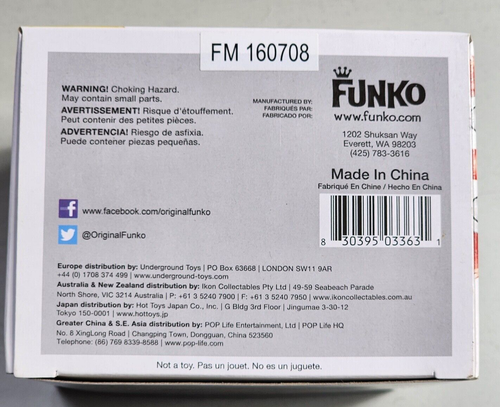 FM 160708
WARNING! Choking Hazard.
May contain small parts.
AVERTISSEMENT! Risque d'étouffement.
Peut contenir des petites pièces.
ADVERTENCIA! Riesgo de asfixia.
Puede contener piezas pequeñas.
MANUFACTURED BY:
FABRIQUÉS PAR:
FABRICADO POR:
FUNKO
www.funko.com
1202 Shuksan Way
Everett, WA 98203
(425) 783-3616
Made In China
Fabriqué En Chine / Hecho En China
8 30395 03363 1
www.facebook.com/originalfunko
@OriginalFunko
Europe distribution by: Underground Toys | PO Box 63668 | LONDON SW11 9AR
+44 (0) 1708 374 499 | www.underground-toys.com
Australia & New Zealand distribution by: Ikon Collectables Pty Ltd | 49-59 Seabeach Parade
North Shore, VIC 3214 Australia | P: +61 3 5240 7900 | F: +61 3 5240 7950 | www.ikoncollectables.com.au
Japan distribution by: Hot Toys Japan Co., Inc. | G Bldg 3rd Floor | Jingumae 3-30-12
Tokyo 150-0001 | www.hottoys.jp
Greater China & S.E. Asia distribution by: POP Life Entertainment, Ltd | POP Life HQ
No. 8 XingLong Road | Changping Town, Dongguan, China 523560
Telephone: (86) 769 8339-8588 | www.pop-life.com
Not a toy. Pas un jouet. No es un juguete.